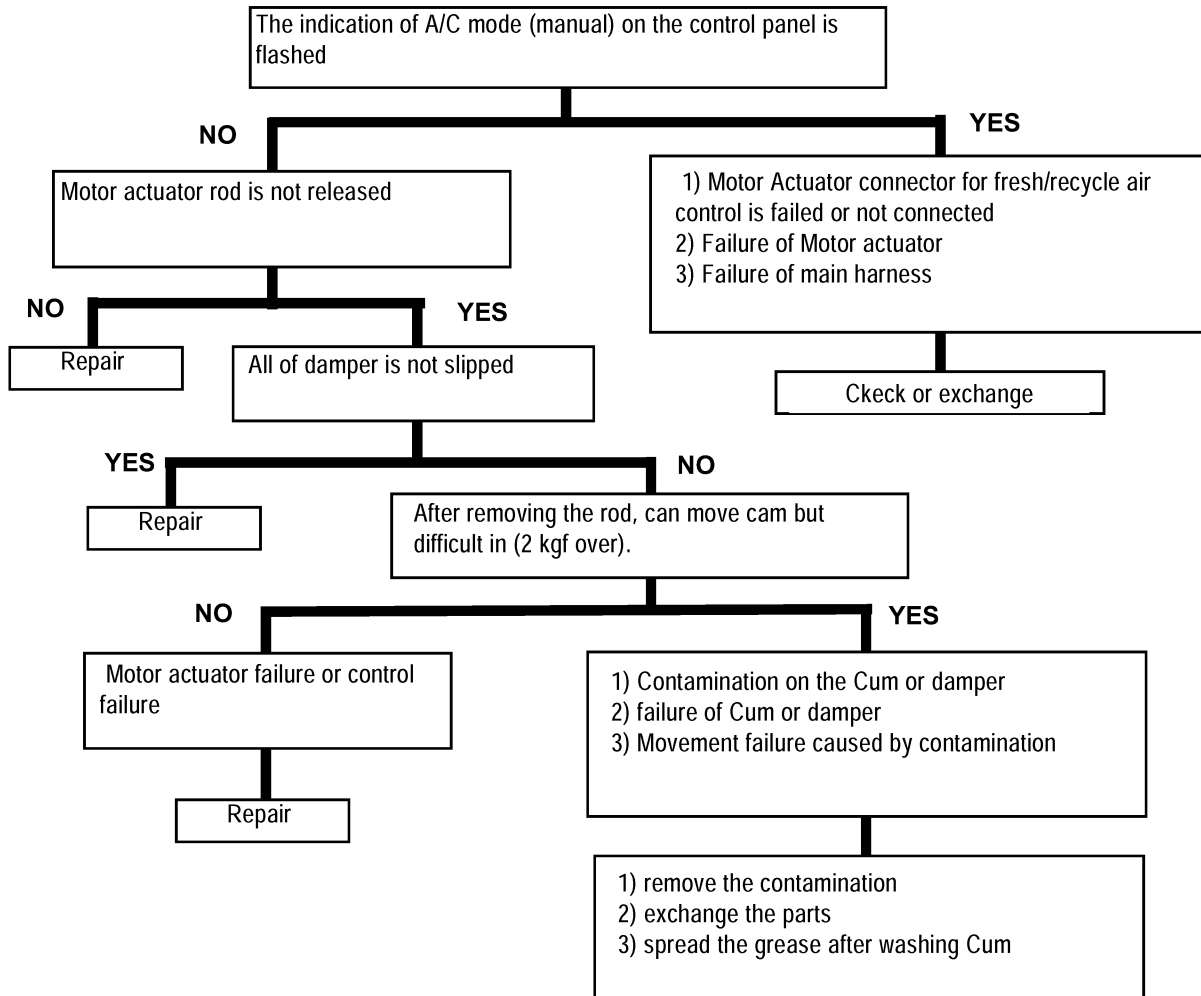 The indication of A/C mode (manual) on the control panel is
flashed
NO
YES
Motor actuator rod is not released
1) Motor Actuator connector for fresh/recycle air
control is failed or not connected
2) Failure of Motor actuator
3) Failure of main harness
NO
YES
Repair
All of damper is not slipped
Ckeck or exchange
YES
NO
Repair
After removing the rod, can move cam but
difficult in (2 kgf over).
NO
YES
Motor actuator failure or control
failure
1) Contamination on the Cum or damper
2) failure of Cum or damper
3) Movement failure caused by contamination
Repair
1) remove the contamination
2) exchange the parts
3) spread the grease after washing Cum